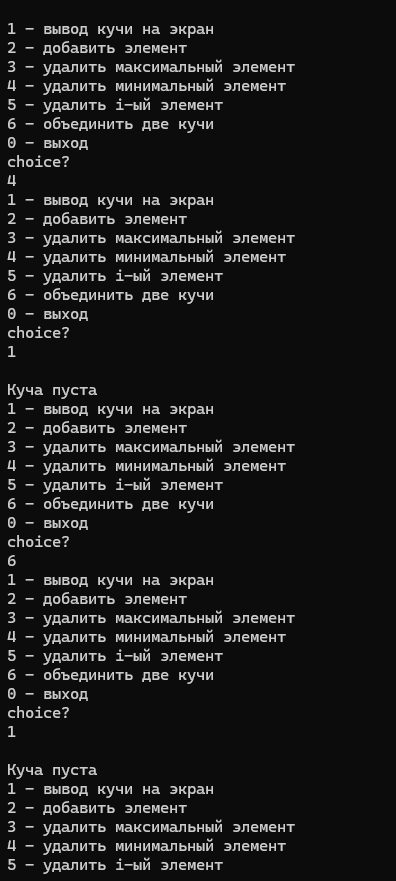 1 – вывод кучи на экран
2 – добавить элемент
3 – удалить максимальный элемент
4 – удалить минимальный элемент
5 – удалить i–ый элемент
6 – объединить две кучи
0 – выход
choice?
4
1 – вывод кучи на экран
2 – добавить элемент
3 – удалить максимальный элемент
4 – удалить минимальный элемент
5 – удалить i–ый элемент
6 – объединить две кучи
0 – выход
choice?
1
Куча пуста
1 – вывод кучи на экран
2 – добавить элемент
3 – удалить максимальный элемент
4 – удалить минимальный элемент
5 – удалить i–ый элемент
6 – объединить две кучи
0 – выход
choice?
6
1 – вывод кучи на экран
2 – добавить элемент
3 – удалить максимальный элемент
4 – удалить минимальный элемент
5 – удалить i–ый элемент
6 – объединить две кучи
0 – выход
choice?
1
Куча пуста
1 – вывод кучи на экран
2 – добавить элемент
3 – удалить максимальный элемент
4 – удалить минимальный элемент
5 – удалить i–ый элемент